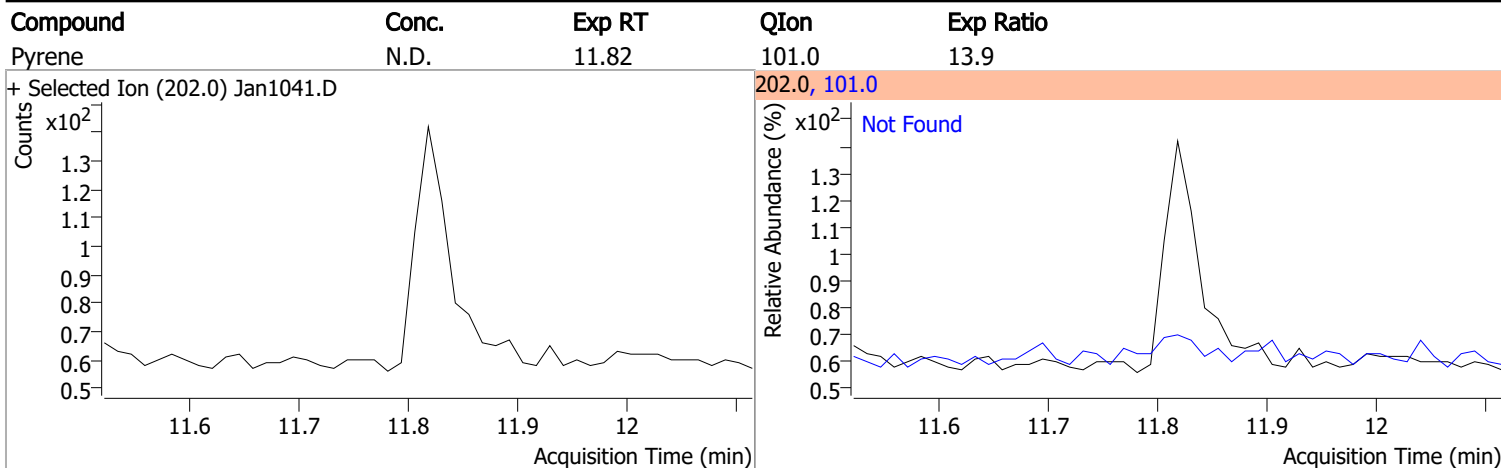 Compound Conc. Exp RT QIon Exp Ratio
Pyrene N.D. 11.82 101.0 13.9
+ Selected Ion (202.0) Jan1041.D
202.0, 101.0
Counts
x10²
1.3
1.2
1.1
1
0.9
0.8
0.7
0.6
0.5
11.6 11.7 11.8 11.9 12
Acquisition Time (min)
Relative Abundance (%)
x10²
Not Found
1.3
1.2
1.1
1
0.9
0.8
0.7
0.6
0.5
11.6 11.7 11.8 11.9 12
Acquisition Time (min)